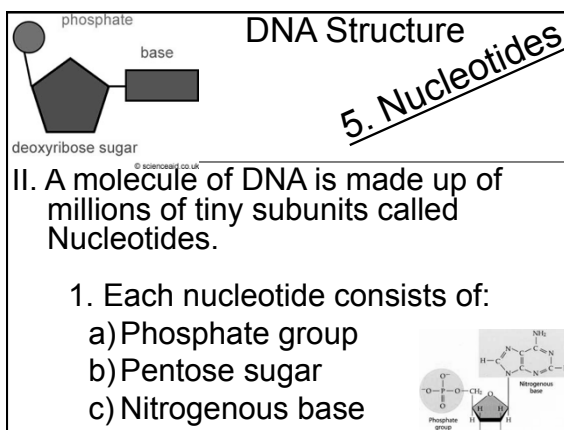 phosphate
DNA Structure
base
5. Nucleotides
deoxyribose sugar
© scienceaid.co.uk
II. A molecule of DNA is made up of
millions of tiny subunits called
Nucleotides.
1. Each nucleotide consists of:
a) Phosphate group
b) Pentose sugar
c) Nitrogenous base
NH₂
N
C
C
N
H—C
C
C
N
N
Nitrogenous
base
O⁻
O⁻—P—O—CH₂
O
O
H
H
H
H
Phosphate
group